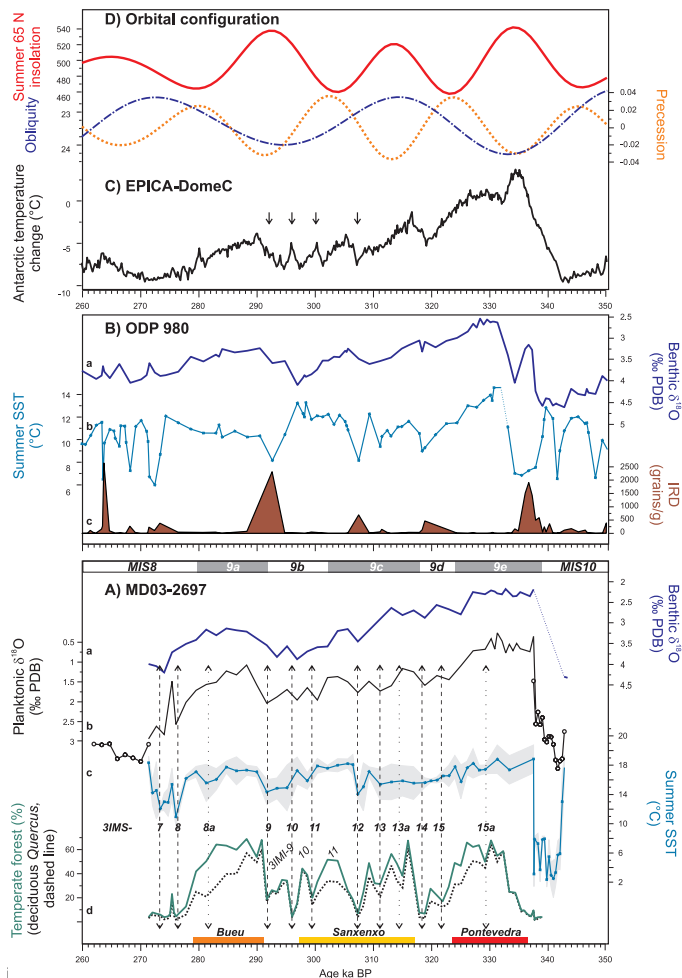 D) Orbital configuration
Summer 65 N
insolation
540
520
500
480
460
Obliquity
23
24
Precession
0.04
0.02
0
-0.02
-0.04
C) EPICA-DomeC
Antarctic temperature
change (°C)
0
-5
-10
260 270 280 290 300 310 320 330 340 350
B) ODP 980
a
Benthic δ18O
(‰ PDB)
2
2.5
3
3.5
4
4.5
5
Summer SST
(°C)
14
12
10
8
6
b
IRD
(grains/g)
2500
2000
1500
1000
500
0
c
MIS8 9a 9b 9c 9d 9e MIS10
A) MD03-2697
a
Benthic δ18O
(‰ PDB)
2
2.5
3
3.5
4
4.5
Planktonic δ18O
(‰ PDB)
0.5
1
1.5
2
2.5
3
b
c
Summer SST
(°C)
20
18
16
14
12
10
8
6
4
2
3IMS- 7 8 8a 9 10 11 12 13 13a 14 15 15a
3IMI-9 10 11
Temperate forest (%)
(deciduous Quercus,
dashed line)
60
40
20
d
Bueu Sanxenxo Pontevedra
260 270 280 290 300 310 320 330 340 350
Age ka BP